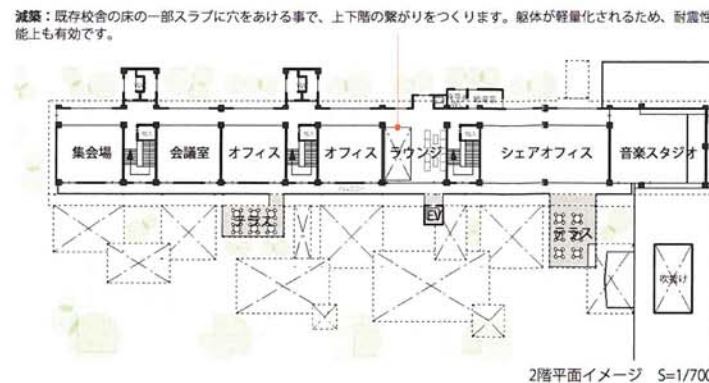 減築：既存校舎の床の一部スラブに穴をあける事で、上下階の繋がりをつくります。躯体が軽量化されるため、耐震性
能上も有効です。
集会場
会議室
オフィス
オフィス
ラウンジ
シェアオフィス
音楽スタジオ
テラス
EV
テラス
吹抜け
2階平面イメージ S=1/700